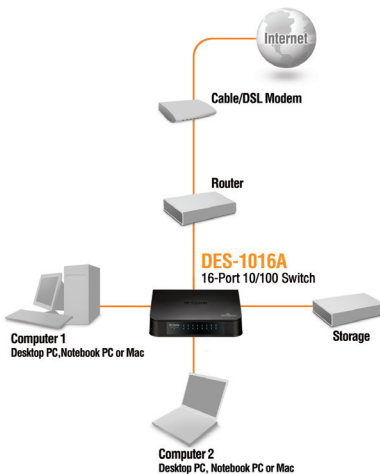 Internet
Cable/DSL Modem
Router
DES-1016A
16-Port 10/100 Switch
Computer 1
Desktop PC,Notebook PC or Mac
Storage
Computer 2
Desktop PC, Notebook PC or Mac